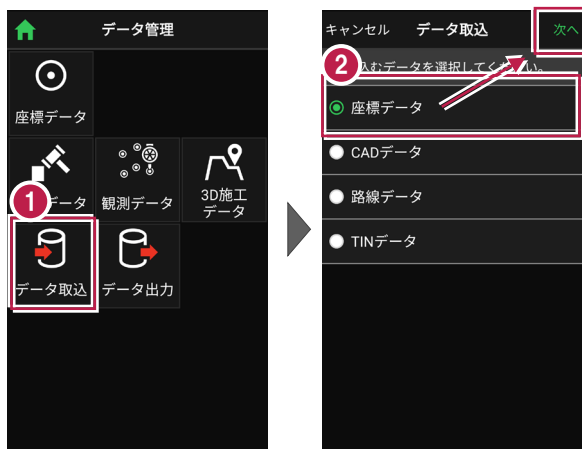 データ管理
座標データ
データ
観測データ
3D施工
データ
1
データ取込
データ出力
キャンセル
データ取込
次へ
2
込むデータを選択してください。
座標データ
CADデータ
路線データ
TINデータ